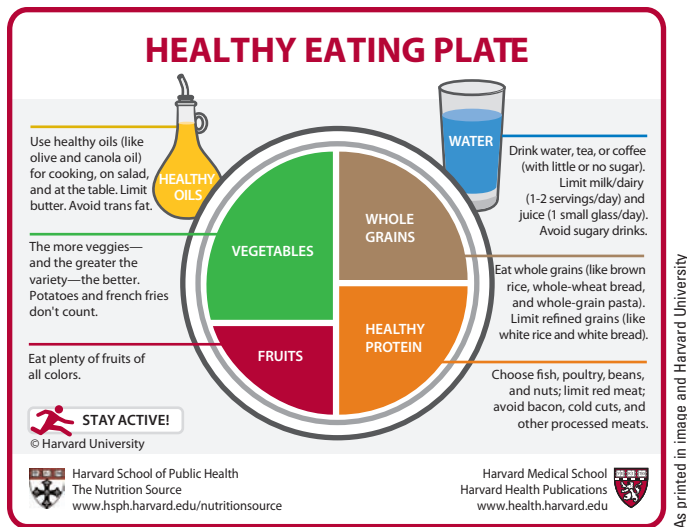 HEALTHY EATING PLATE
Use healthy oils (like
olive and canola oil)
for cooking, on salad,
and at the table. Limit
butter. Avoid trans fat.
HEALTHY
OILS
WATER
Drink water, tea, or coffee
(with little or no sugar).
Limit milk/dairy
(1-2 servings/day) and
juice (1 small glass/day).
Avoid sugary drinks.
The more veggies—
and the greater the
variety—the better.
Potatoes and french fries
don't count.
VEGETABLES
WHOLE
GRAINS
Eat whole grains (like brown
rice, whole-wheat bread,
and whole-grain pasta).
Limit refined grains (like
white rice and white bread).
Eat plenty of fruits of
all colors.
FRUITS
HEALTHY
PROTEIN
Choose fish, poultry, beans,
and nuts; limit red meat;
avoid bacon, cold cuts, and
other processed meats.
STAY ACTIVE!
© Harvard University
Harvard School of Public Health
The Nutrition Source
www.hsph.harvard.edu/nutritionsource
Harvard Medical School
Harvard Health Publications
www.health.harvard.edu
As printed in image and Harvard University